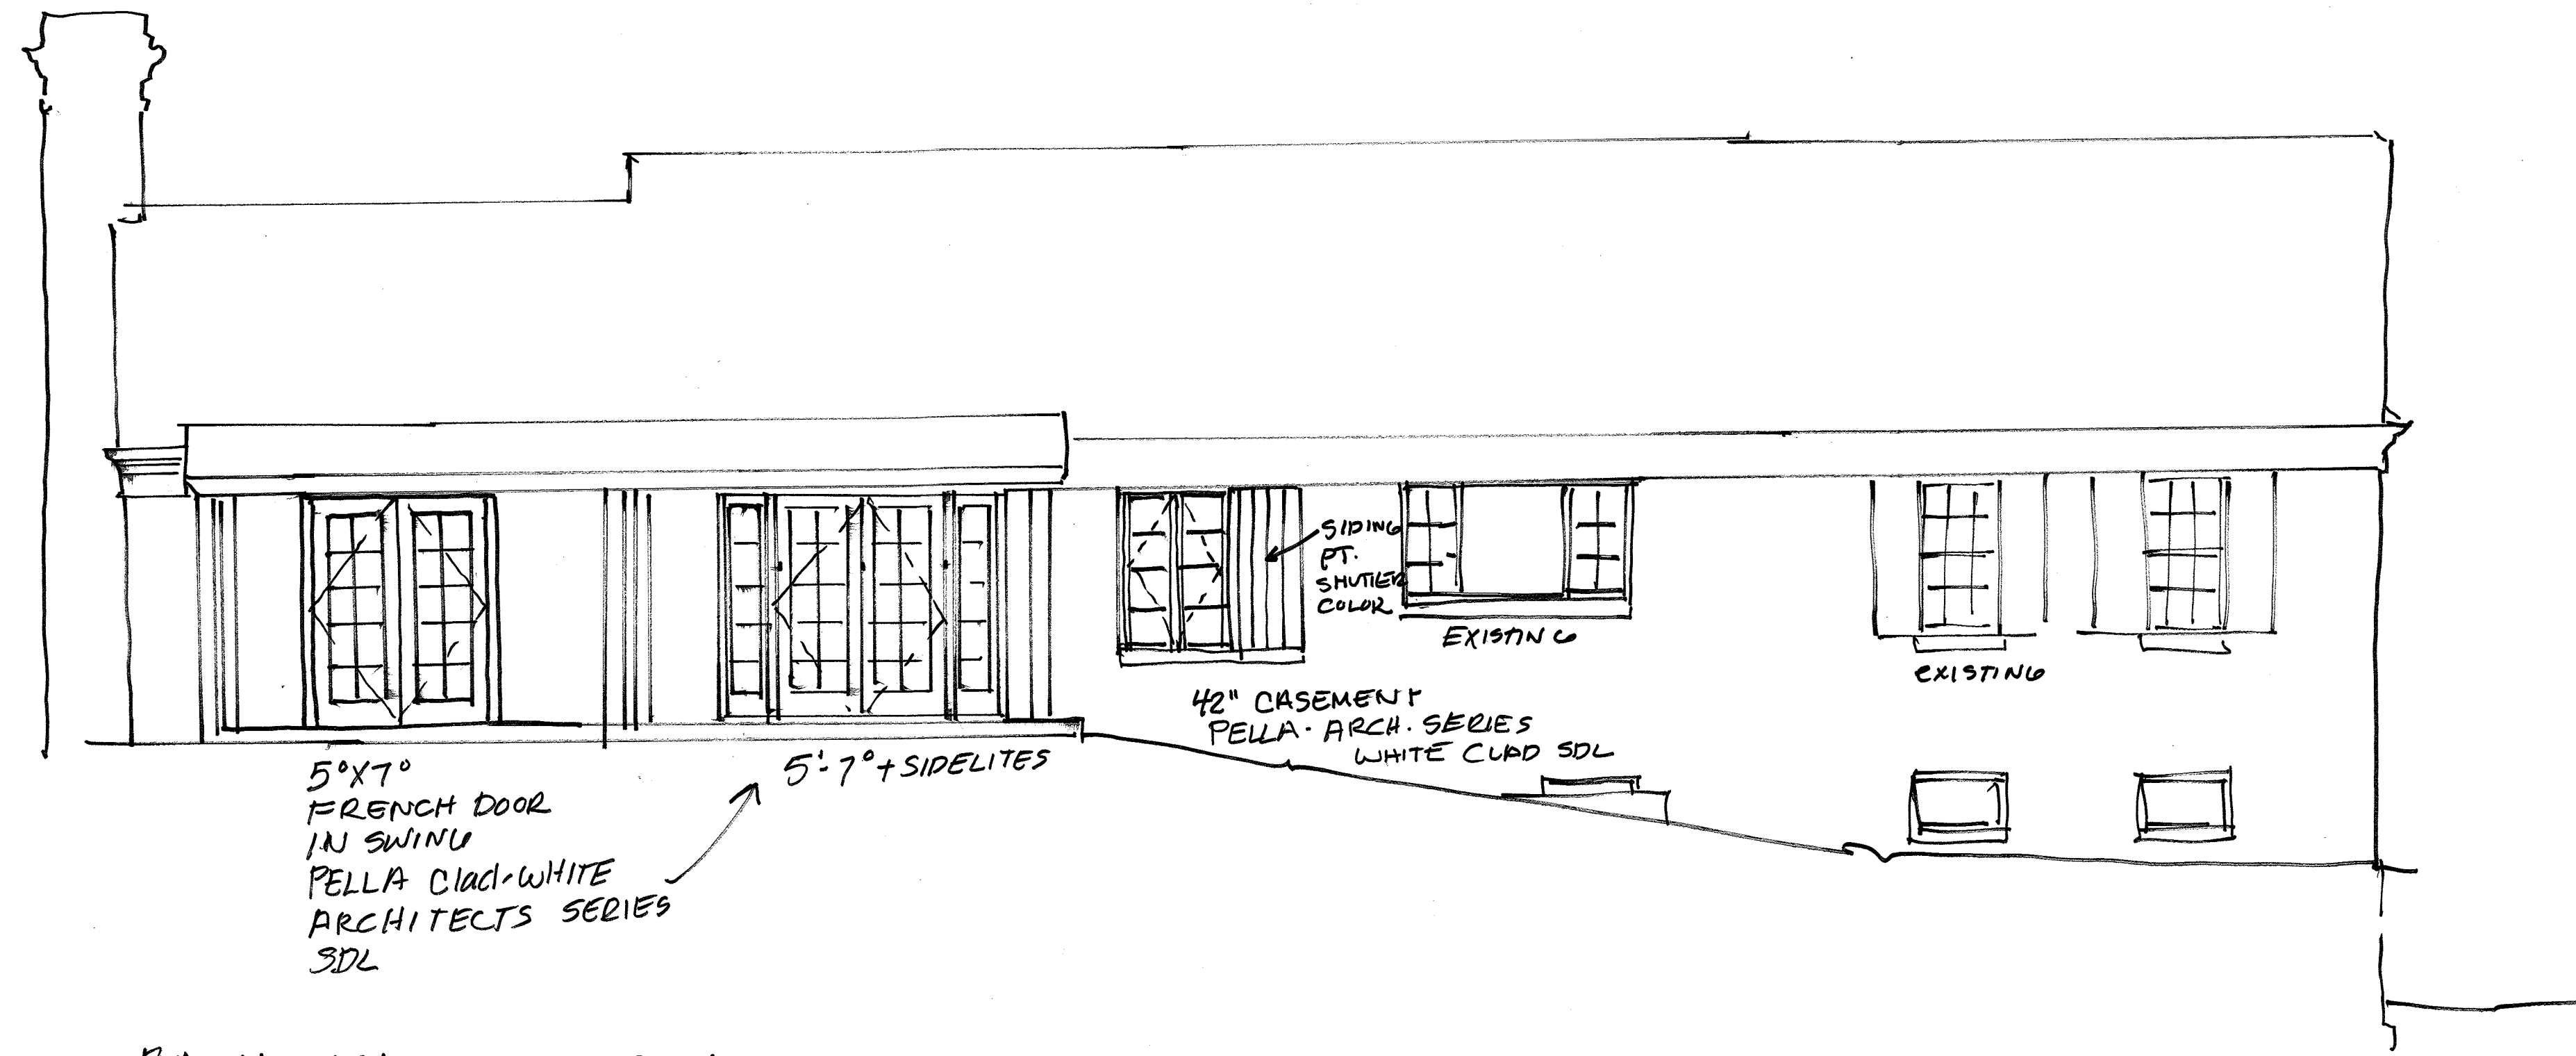 SIDING
PT.
SHUTTER
COLOR
EXISTING
EXISTING
42" CASEMENT
PELLA. ARCH. SERIES
WHITE CLAD SDL
5°X7°
FRENCH DOOR
IN SWING
PELLA Clad-WHITE
ARCHITECTS SERIES
SDL
5'-7° + SIDELITES